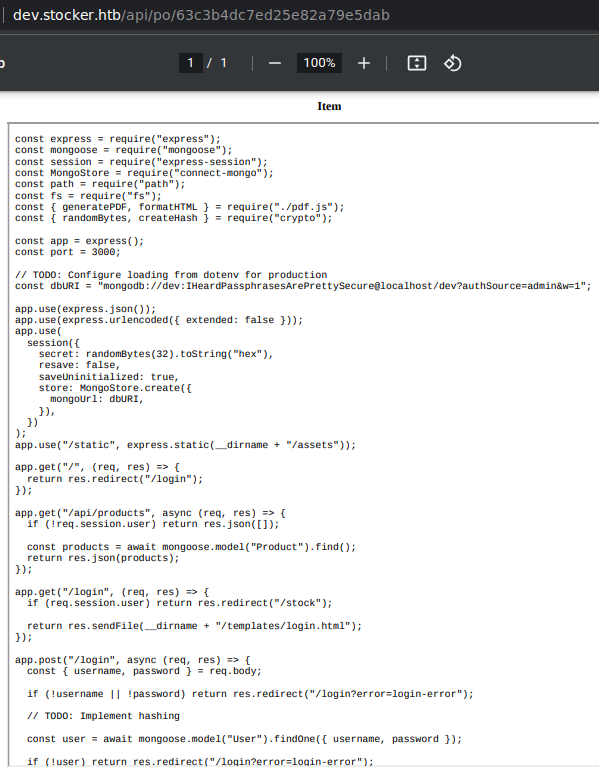 dev.stocker.htb/api/po/63c3b4dc7ed25e82a79e5dab
1 / 1 — 100% +
Item
const express = require("express");
const mongoose = require("mongoose");
const session = require("express-session");
const MongoStore = require("connect-mongo");
const path = require("path");
const fs = require("fs");
const { generatePDF, formatHTML } = require("./pdf.js");
const { randomBytes, createHash } = require("crypto");

const app = express();
const port = 3000;

// TODO: Configure loading from dotenv for production
const dbURI = "mongodb://dev:IHeardPassphrasesArePrettySecure@localhost/dev?authSource=admin&w=1";

app.use(express.json());
app.use(express.urlencoded({ extended: false }));
app.use(
  session({
    secret: randomBytes(32).toString("hex"),
    resave: false,
    saveUninitialized: true,
    store: MongoStore.create({
      mongoUrl: dbURI,
    }),
  })
);
app.use("/static", express.static(__dirname + "/assets"));

app.get("/", (req, res) => {
  return res.redirect("/login");
});

app.get("/api/products", async (req, res) => {
  if (!req.session.user) return res.json([]);

  const products = await mongoose.model("Product").find();
  return res.json(products);
});

app.get("/login", (req, res) => {
  if (req.session.user) return res.redirect("/stock");

  return res.sendFile(__dirname + "/templates/login.html");
});

app.post("/login", async (req, res) => {
  const { username, password } = req.body;

  if (!username || !password) return res.redirect("/login?error=login-error");

  // TODO: Implement hashing

  const user = await mongoose.model("User").findOne({ username, password });

  if (!user) return res.redirect("/login?error=login-error");